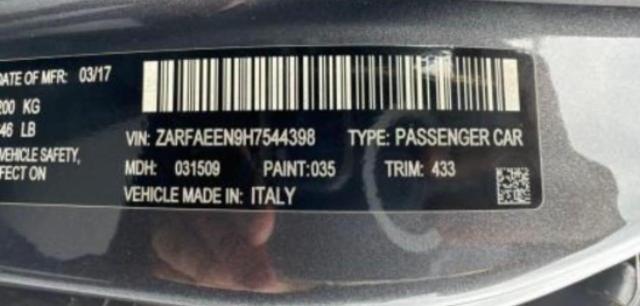 DATE OF MFR: 03/17
200 KG
46 LB
VIN: ZARFAEEN9H7544398 TYPE: PASSENGER CAR
VEHICLE SAFETY,
MDH: 031509 PAINT:035 TRIM: 433
FECT ON
VEHICLE MADE IN: ITALY